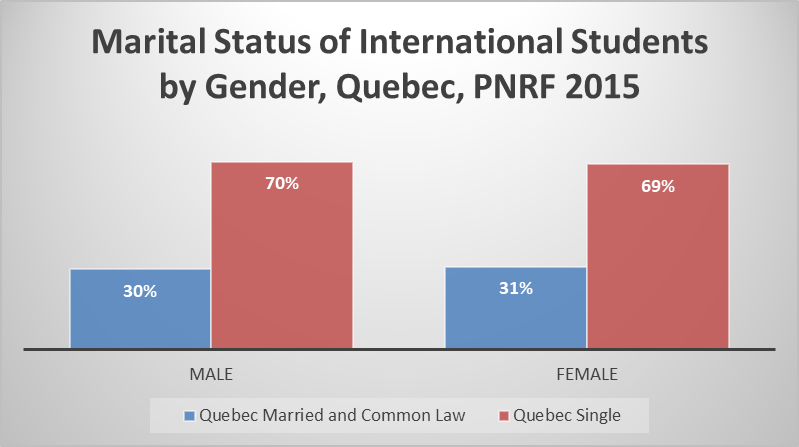 Marital Status of International Students
by Gender, Quebec, PNRF 2015
70%
69%
30%
31%
MALE
FEMALE
Quebec Married and Common Law
Quebec Single